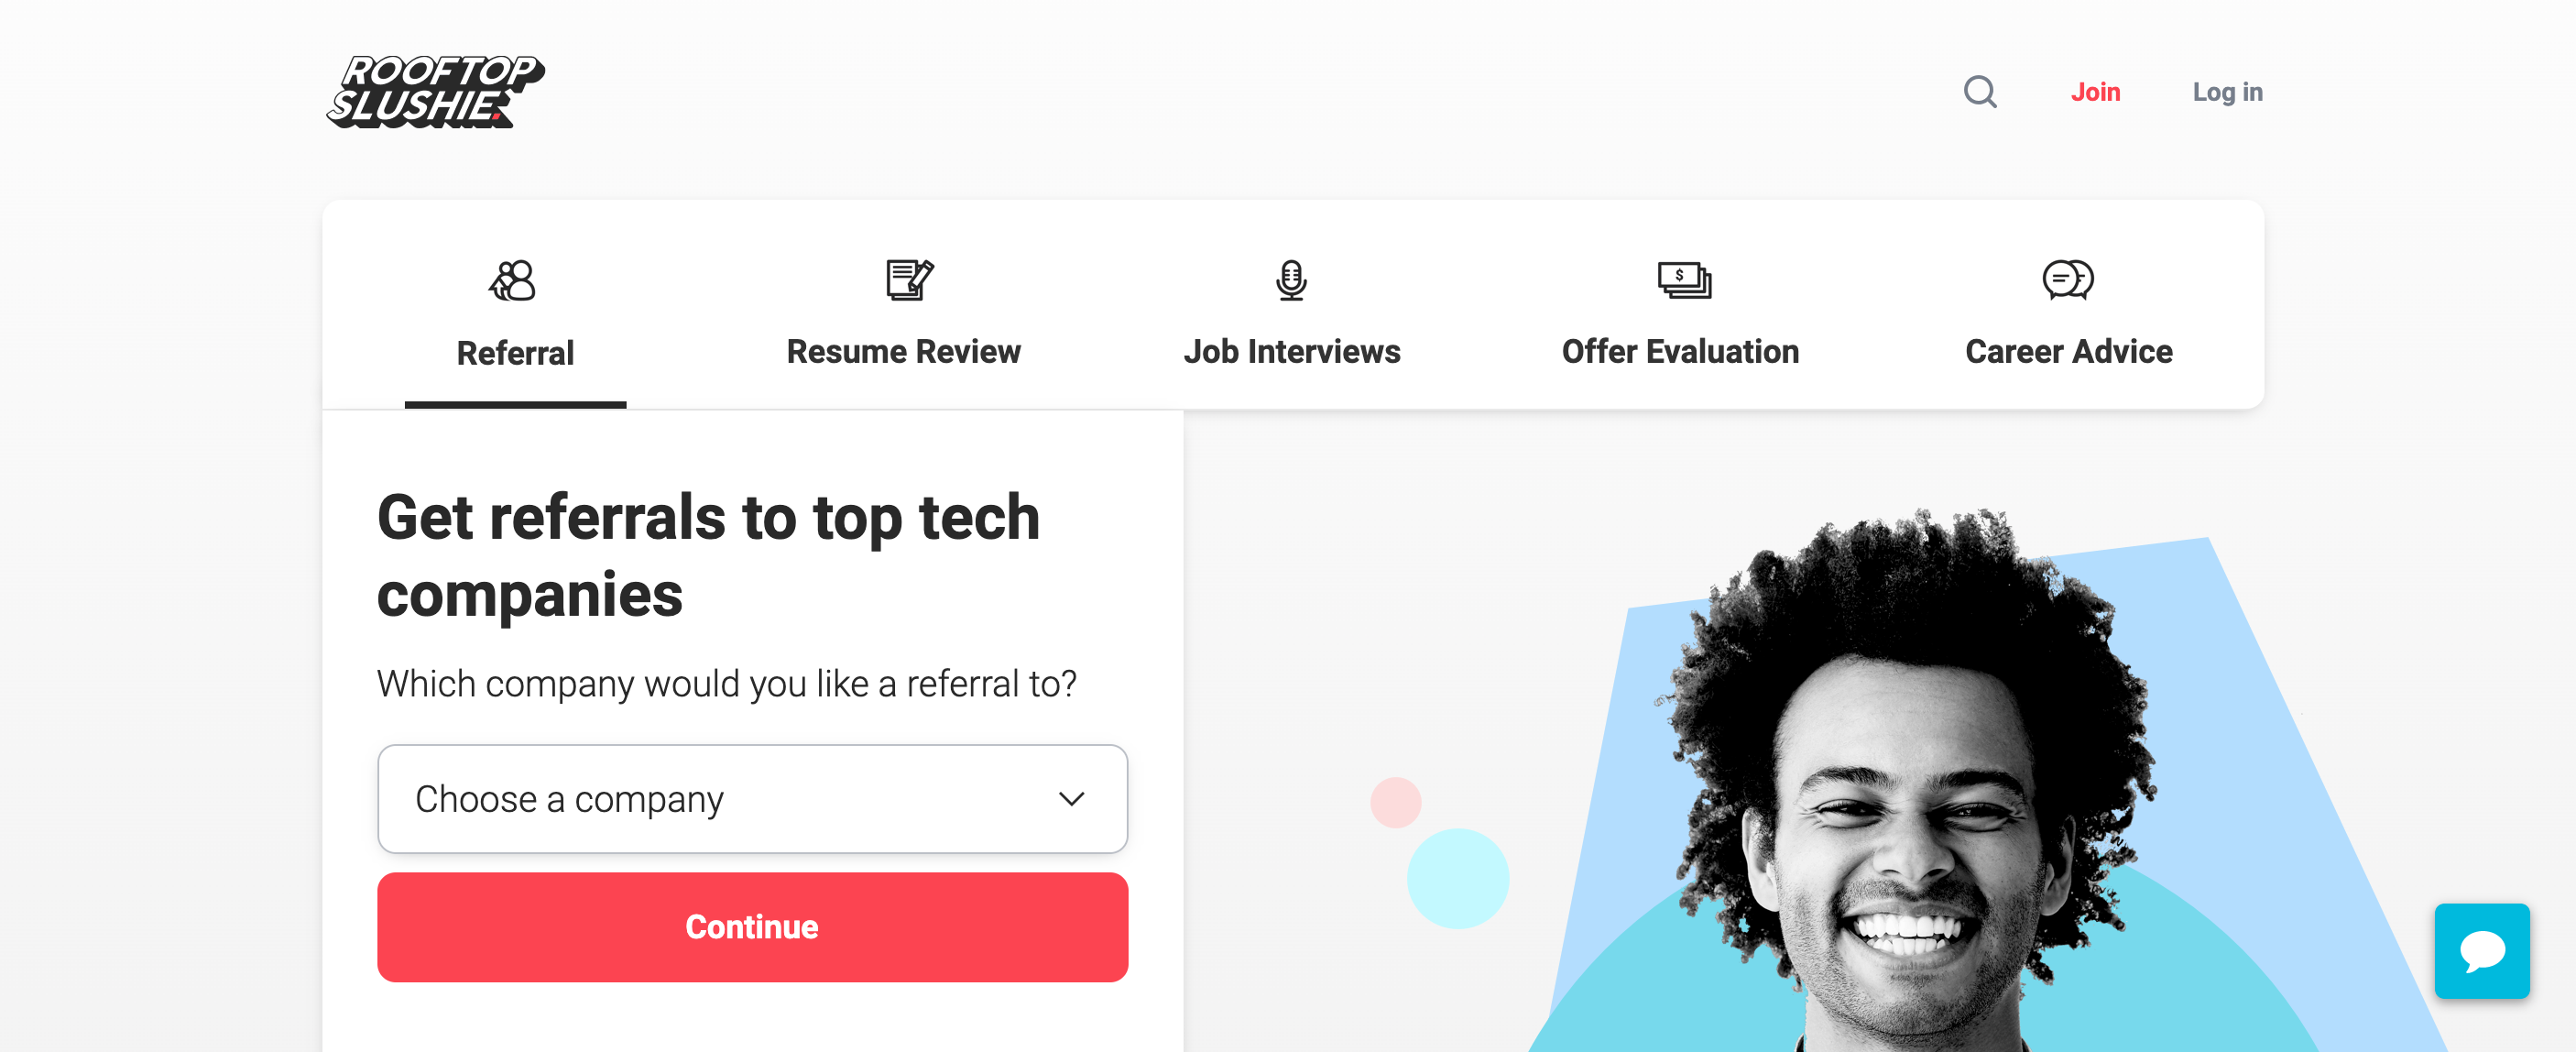 ROOFTOP
SLUSHIE.
Join
Log in
$
Referral
Resume Review
Job Interviews
Offer Evaluation
Career Advice
Get referrals to top tech
companies
Which company would you like a referral to?
Choose a company
Continue